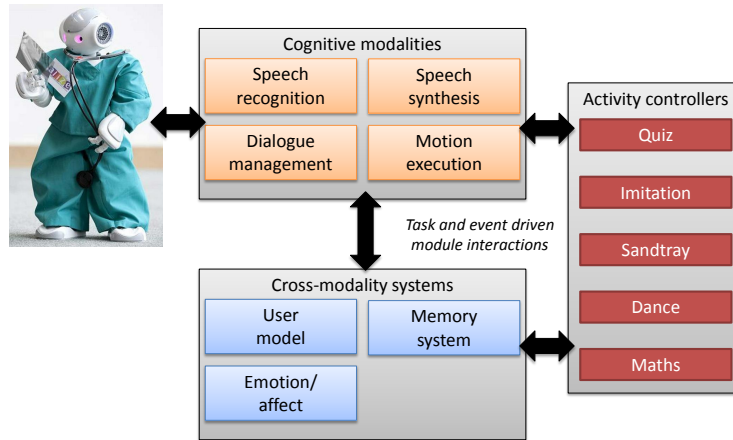 Cognitive modalities
Speech
recognition
Speech
synthesis
Dialogue
management
Motion
execution
Activity controllers
Quiz
Imitation
Sandtray
Dance
Maths
Task and event driven
module interactions
Cross-modality systems
User
model
Memory
system
Emotion/
affect